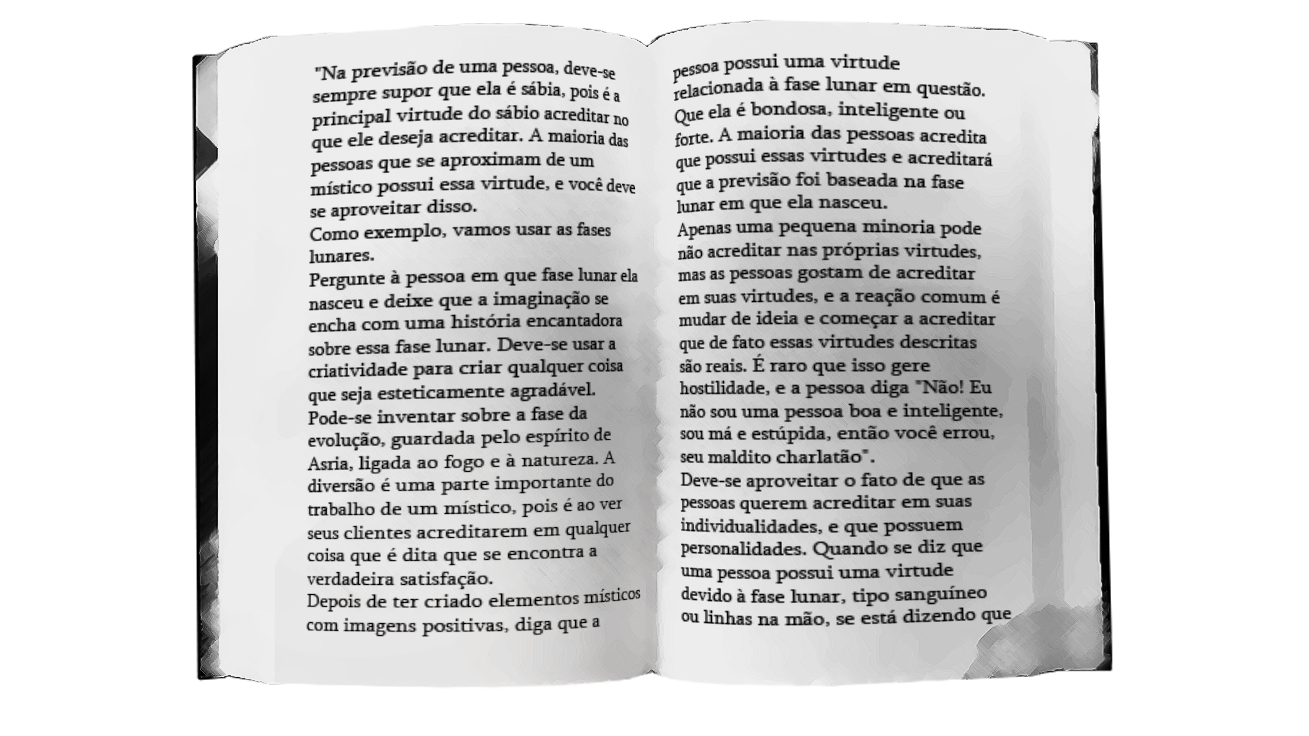 "Na previsão de uma pessoa, deve-se
sempre supor que ela é sábia, pois é a
principal virtude do sábio acreditar no
que ele deseja acreditar. A maioria das
pessoas que se aproximam de um
místico possui essa virtude, e você deve
se aproveitar disso.
Como exemplo, vamos usar as fases
lunares.
Pergunte à pessoa em que fase lunar ela
nasceu e deixe que a imaginação se
encha com uma história encantadora
sobre essa fase lunar. Deve-se usar a
criatividade para criar qualquer coisa
que seja esteticamente agradável.
Pode-se inventar sobre a fase da
evolução, guardada pelo espírito de
Asria, ligada ao fogo e à natureza. A
diversão é uma parte importante do
trabalho de um místico, pois é ao ver
seus clientes acreditarem em qualquer
coisa que é dita que se encontra a
verdadeira satisfação.
Depois de ter criado elementos místicos
com imagens positivas, diga que a
pessoa possui uma virtude
relacionada à fase lunar em questão.
Que ela é bondosa, inteligente ou
forte. A maioria das pessoas acredita
que possui essas virtudes e acreditará
que a previsão foi baseada na fase
lunar em que ela nasceu.
Apenas uma pequena minoria pode
não acreditar nas próprias virtudes,
mas as pessoas gostam de acreditar
em suas virtudes, e a reação comum é
mudar de ideia e começar a acreditar
que de fato essas virtudes descritas
são reais. É raro que isso gere
hostilidade, e a pessoa diga "Não! Eu
não sou uma pessoa boa e inteligente,
sou má e estúpida, então você errou,
seu maldito charlatão".
Deve-se aproveitar o fato de que as
pessoas querem acreditar em suas
individualidades, e que possuem
personalidades. Quando se diz que
uma pessoa possui uma virtude
devido à fase lunar, tipo sanguíneo
ou linhas na mão, se está dizendo que